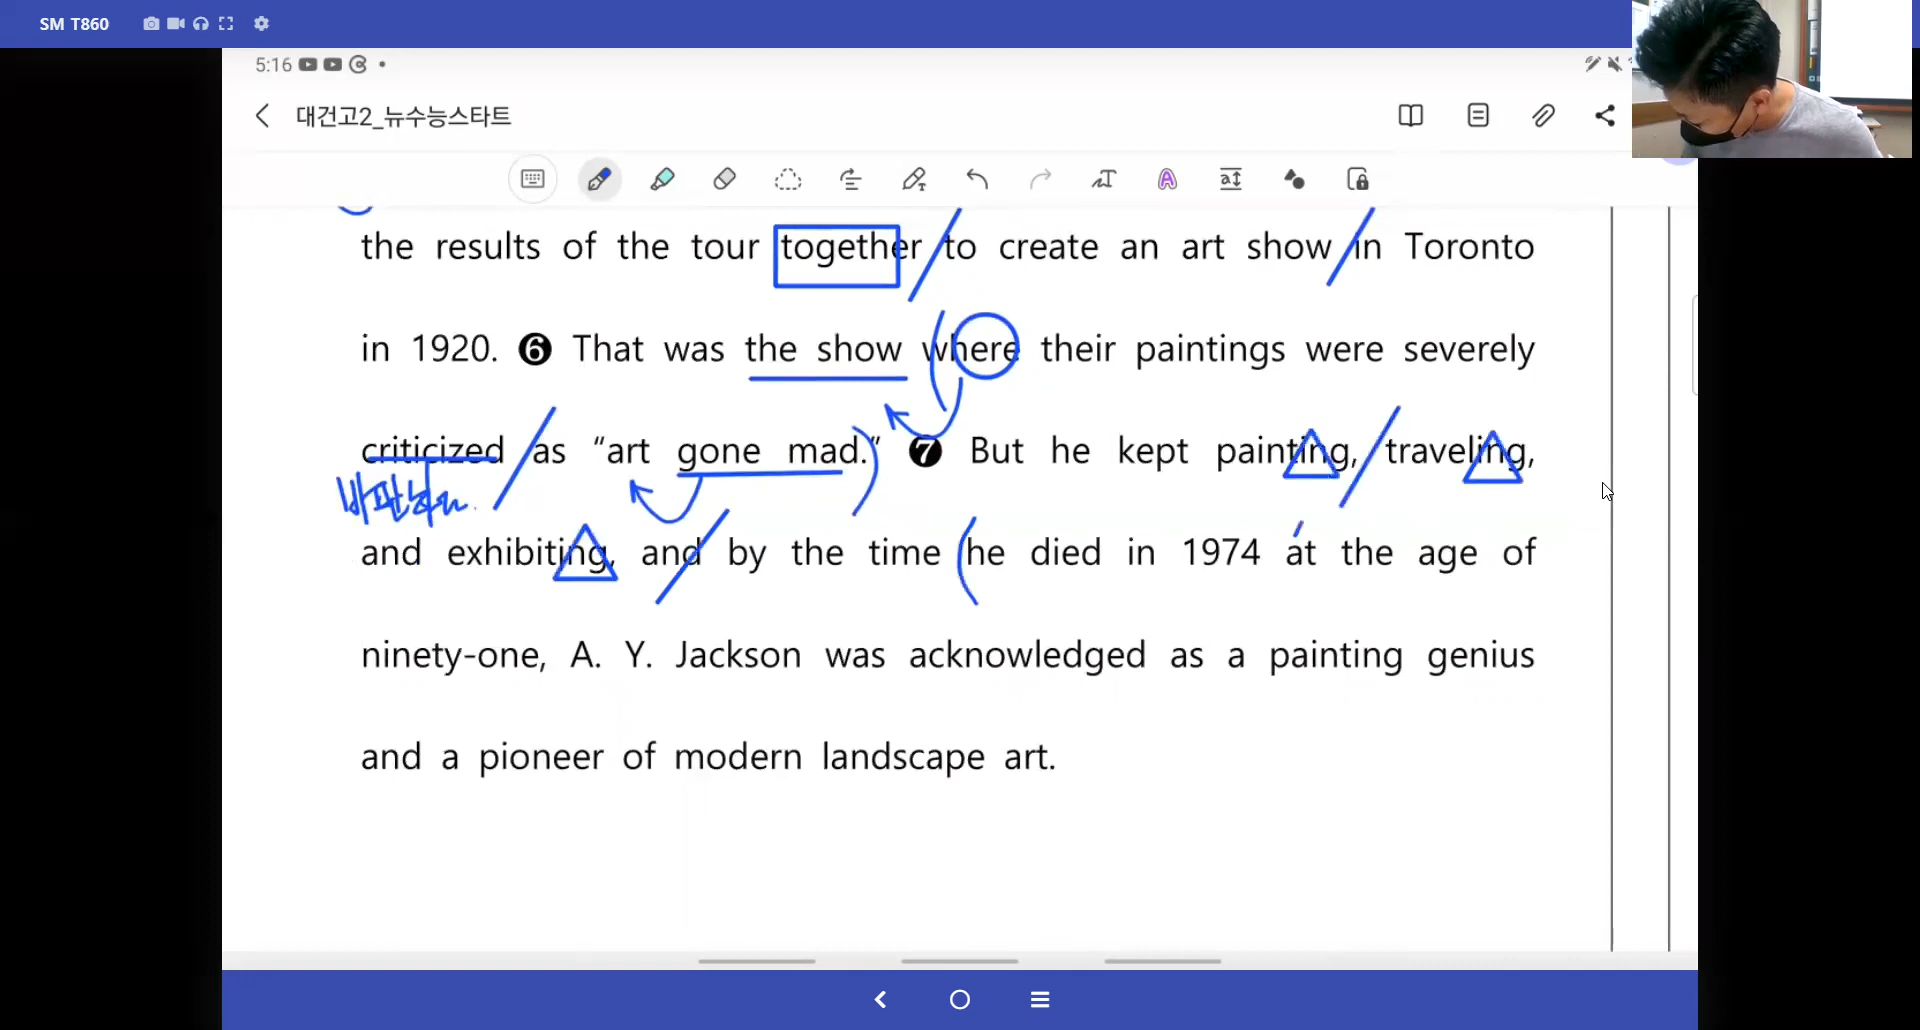 SM T860
5:16
대건고2_뉴수능스타트
the results of the tour together to create an art show in Toronto
in 1920. ❻ That was the show where their paintings were severely
criticized as “art gone mad.” ❼ But he kept painting, traveling,
비판하다
and exhibiting, and by the time he died in 1974 at the age of
ninety-one, A. Y. Jackson was acknowledged as a painting genius
and a pioneer of modern landscape art.